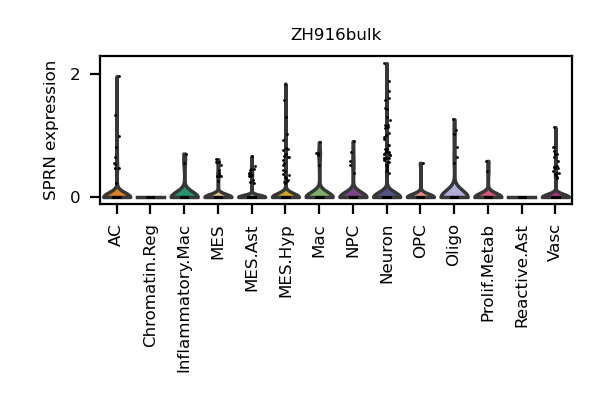 ZH916bulk
SPRN expression
2
0
AC
Chromatin.Reg
Inflammatory.Mac
MES
MES.Ast
MES.Hyp
Mac
NPC
Neuron
OPC
Oligo
Prolif.Metab
Reactive.Ast
Vasc